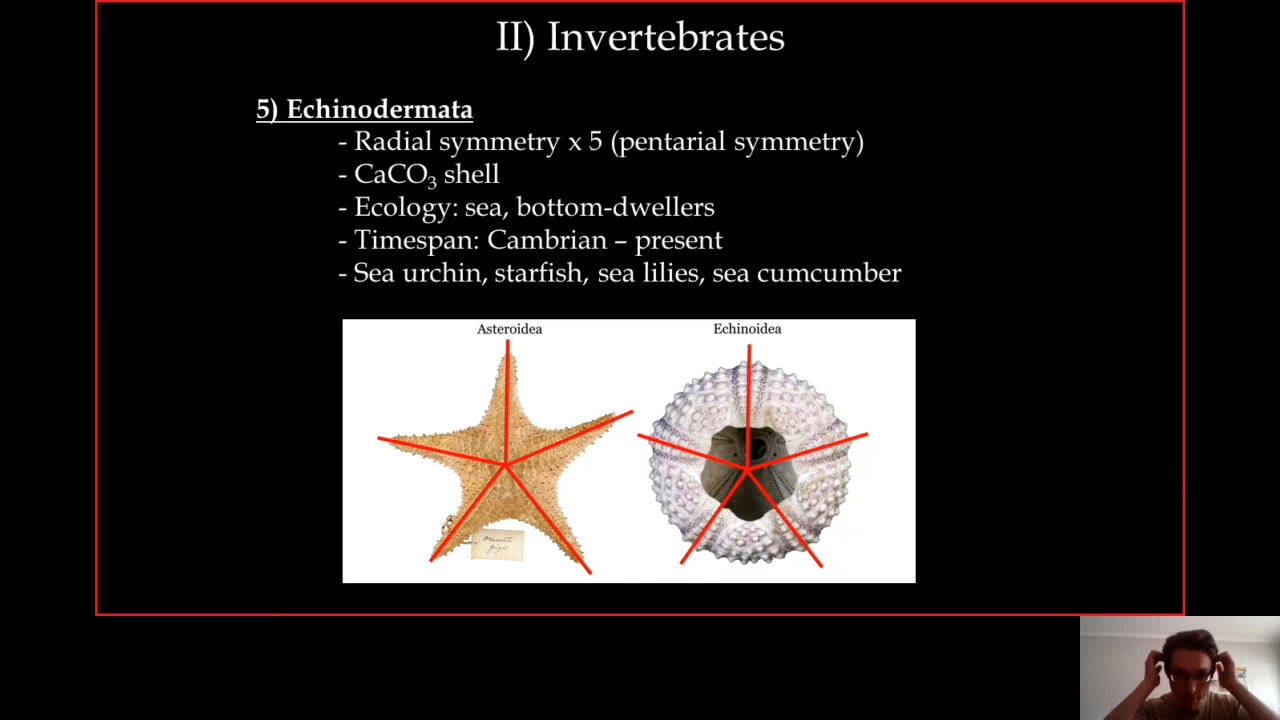 II) Invertebrates
5) Echinodermata
- Radial symmetry x 5 (pentarial symmetry)
- CaCO₃ shell
- Ecology: sea, bottom-dwellers
- Timespan: Cambrian – present
- Sea urchin, starfish, sea lilies, sea cumcumber
Asteroidea Echinoidea